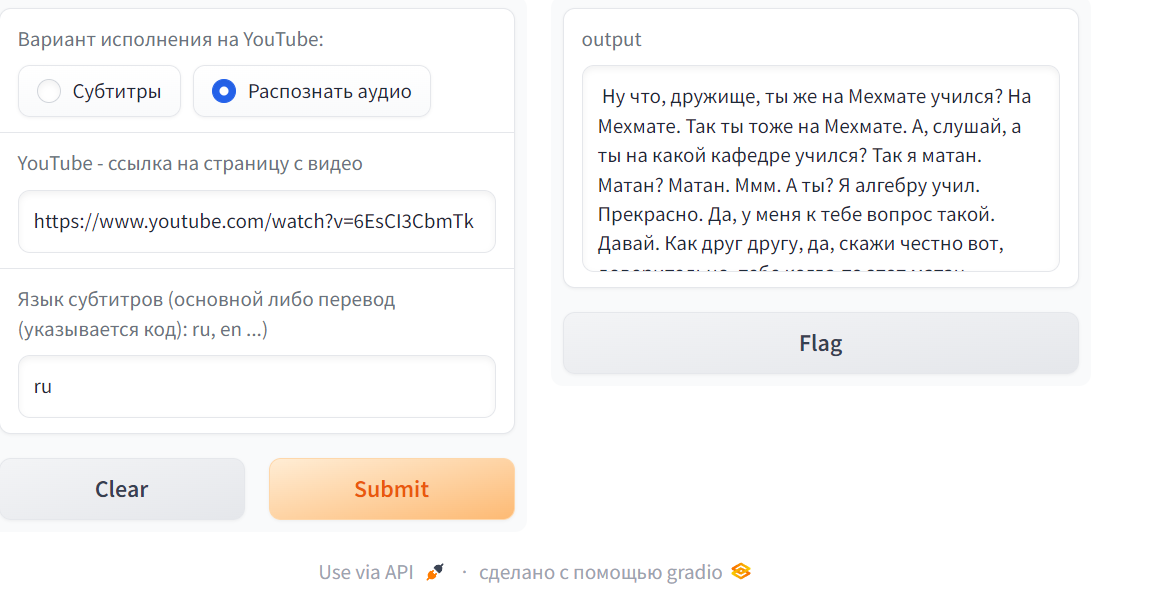 Вариант исполнения на YouTube:
Субтитры
Распознать аудио
YouTube - ссылка на страницу с видео
https://www.youtube.com/watch?v=6EsCI3CbmTk
Язык субтитров (основной либо перевод
(указывается код): ru, en ...)
ru
Clear
Submit
output
Ну что, дружище, ты же на Мехмате учился? На
Мехмате. Так ты тоже на Мехмате. А, слушай, а
ты на какой кафедре учился? Так я матан.
Матан? Матан. Ммм. А ты? Я алгебру учил.
Прекрасно. Да, у меня к тебе вопрос такой.
Давай. Как друг другу, да, скажи честно вот,
Flag
Use via API
· сделано с помощью gradio